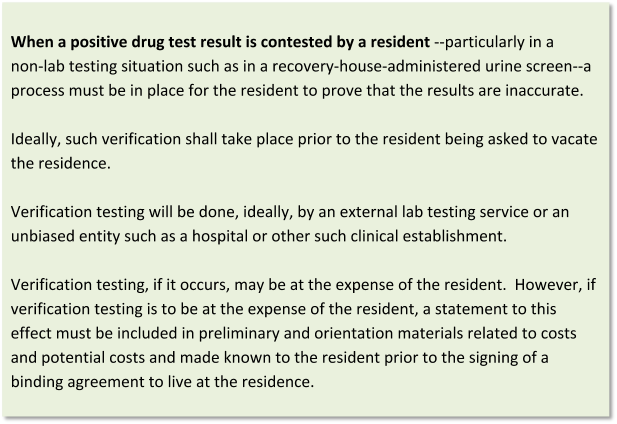 When a positive drug test result is contested by a resident --particularly in a
non-lab testing situation such as in a recovery-house-administered urine screen--a
process must be in place for the resident to prove that the results are inaccurate.
Ideally, such verification shall take place prior to the resident being asked to vacate
the residence.
Verification testing will be done, ideally, by an external lab testing service or an
unbiased entity such as a hospital or other such clinical establishment.
Verification testing, if it occurs, may be at the expense of the resident.  However, if
verification testing is to be at the expense of the resident, a statement to this
effect must be included in preliminary and orientation materials related to costs
and potential costs and made known to the resident prior to the signing of a
binding agreement to live at the residence.